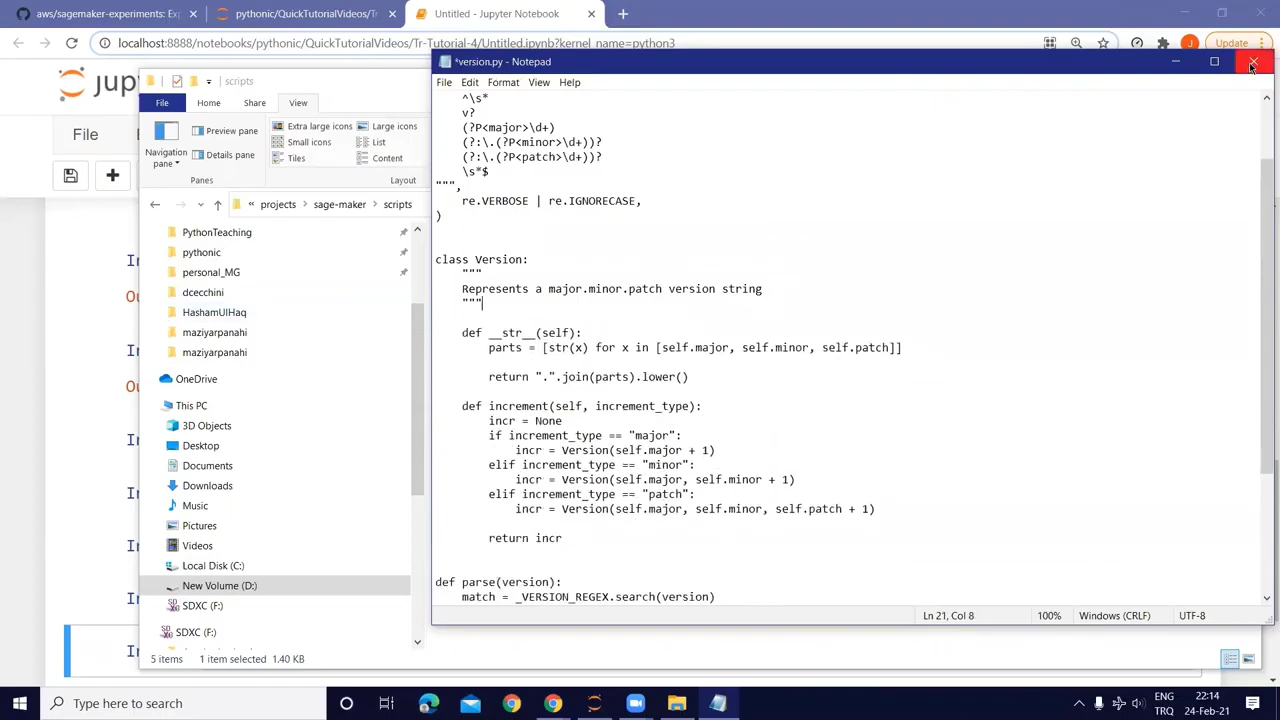 aws/sagemaker-experiments: Exp
pythonic/QuickTutorialVideos/Tr
Untitled - Jupyter Notebook
localhost:8888/notebooks/pythonic/QuickTutorialVideos/Tr-Tutorial-4/Untitled.ipynb?kernel_name=python3
J
Update
jup
File
scripts
File
Home
Share
View
Navigation
pane
Preview pane
Details pane
Panes
Extra large icons
Large icons
Small icons
List
Tiles
Content
Layout
« projects
sage-maker
scripts
PythonTeaching
pythonic
personal_MG
dcecchini
HashamUlHaq
maziyarpanahi
maziyarpanahi
OneDrive
This PC
3D Objects
Desktop
Documents
Downloads
Music
Pictures
Videos
Local Disk (C:)
New Volume (D:)
SDXC (F:)
SDXC (F:)
5 items
1 item selected 1.40 KB
*version.py - Notepad
File Edit Format View Help
^\s*
v?
(?P<major>\d+)
(?:\.(?P<minor>\d+))?
(?:\.(?P<patch>\d+))?
\s*$
""",
re.VERBOSE | re.IGNORECASE,
)
class Version:
"""
Represents a major.minor.patch version string
"""
def __str__(self):
parts = [str(x) for x in [self.major, self.minor, self.patch]]
return ".".join(parts).lower()
def increment(self, increment_type):
incr = None
if increment_type == "major":
incr = Version(self.major + 1)
elif increment_type == "minor":
incr = Version(self.major, self.minor + 1)
elif increment_type == "patch":
incr = Version(self.major, self.minor, self.patch + 1)
return incr
def parse(version):
match = _VERSION_REGEX.search(version)
Ln 21, Col 8
100%
Windows (CRLF)
UTF-8
Type here to search
ENG
TRQ
22:14
24-Feb-21